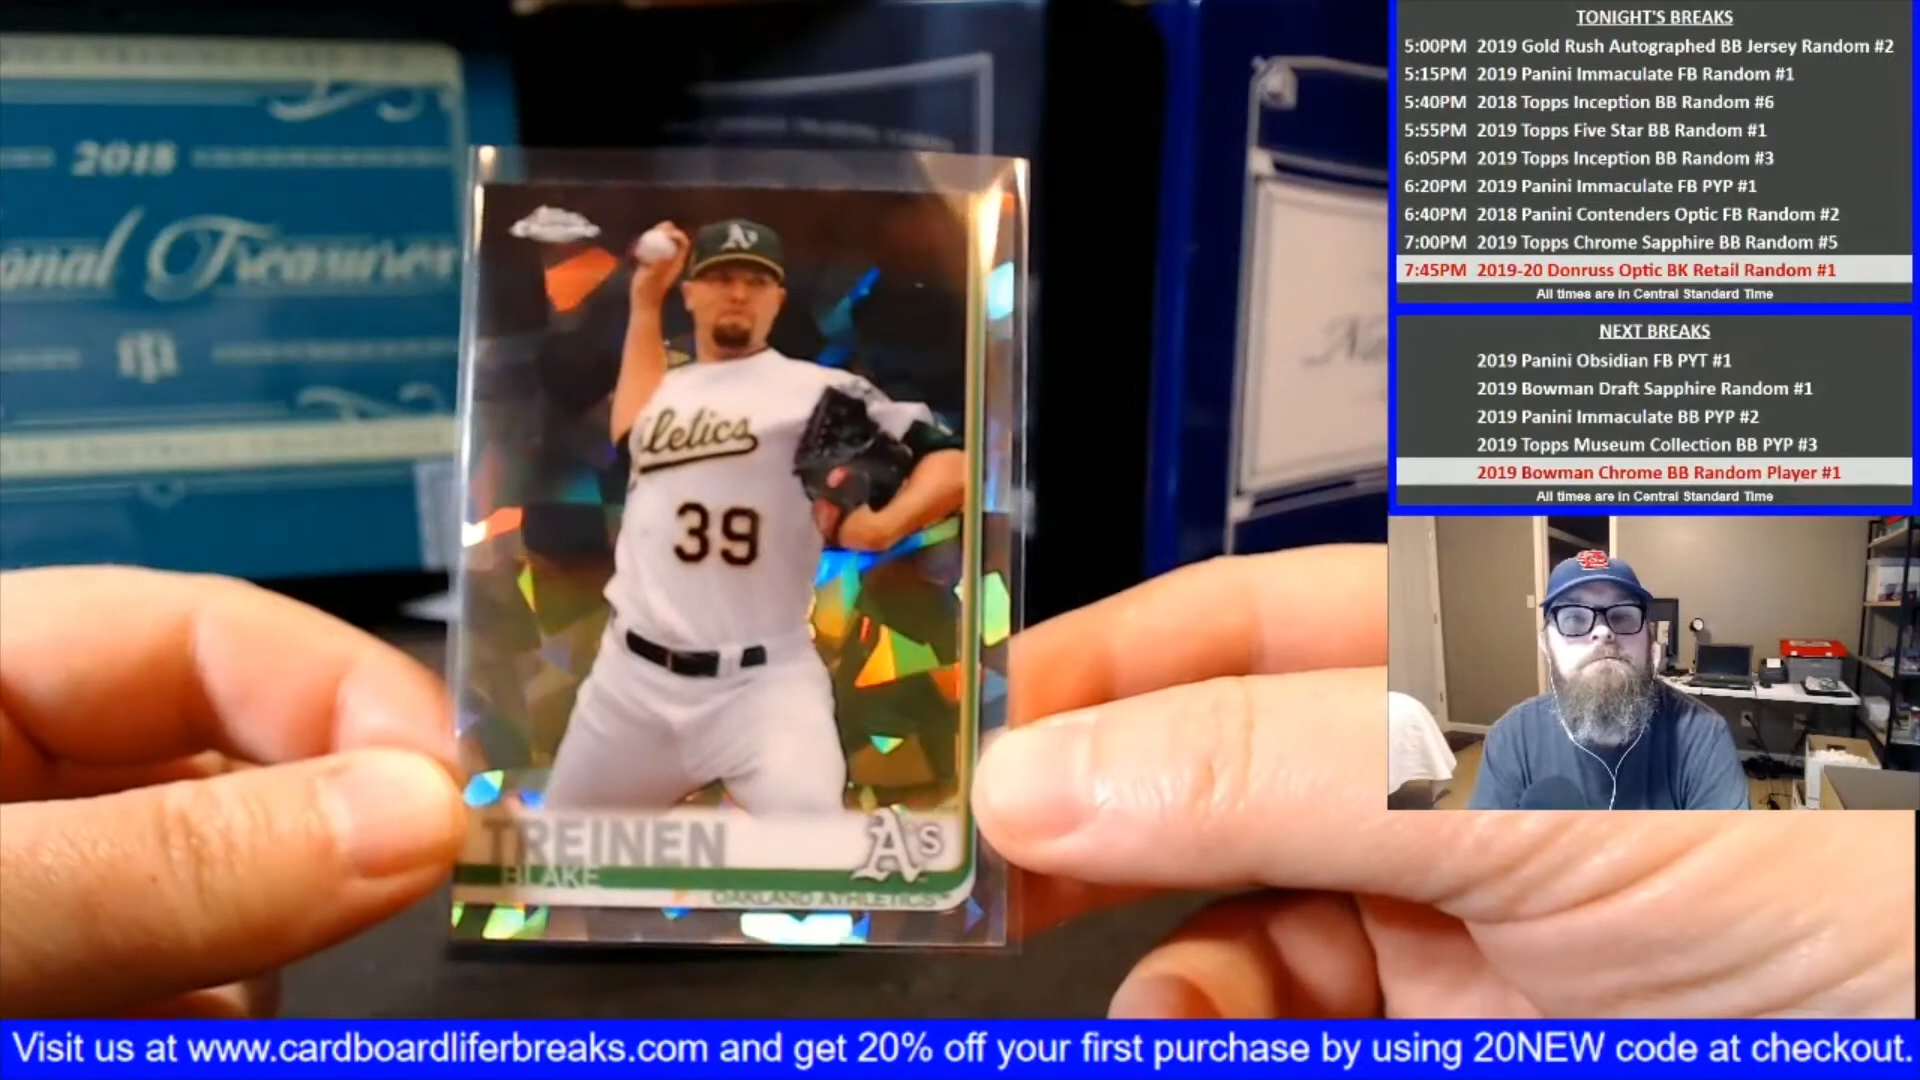 2018
onal Treasures
Chrome
A's
letics
39
TREINEN
BLAKE
A's
OAKLAND ATHLETICS
TONIGHT'S BREAKS
5:00PM 2019 Gold Rush Autographed BB Jersey Random #2
5:15PM 2019 Panini Immaculate FB Random #1
5:40PM 2018 Topps Inception BB Random #6
5:55PM 2019 Topps Five Star BB Random #1
6:05PM 2019 Topps Inception BB Random #3
6:20PM 2019 Panini Immaculate FB PYP #1
6:40PM 2018 Panini Contenders Optic FB Random #2
7:00PM 2019 Topps Chrome Sapphire BB Random #5
7:45PM 2019-20 Donruss Optic BK Retail Random #1
All times are in Central Standard Time
NEXT BREAKS
2019 Panini Obsidian FB PYT #1
2019 Bowman Draft Sapphire Random #1
2019 Panini Immaculate BB PYP #2
2019 Topps Museum Collection BB PYP #3
2019 Bowman Chrome BB Random Player #1
All times are in Central Standard Time
Visit us at www.cardboardliferbreaks.com and get 20% off your first purchase by using 20NEW code at checkout.